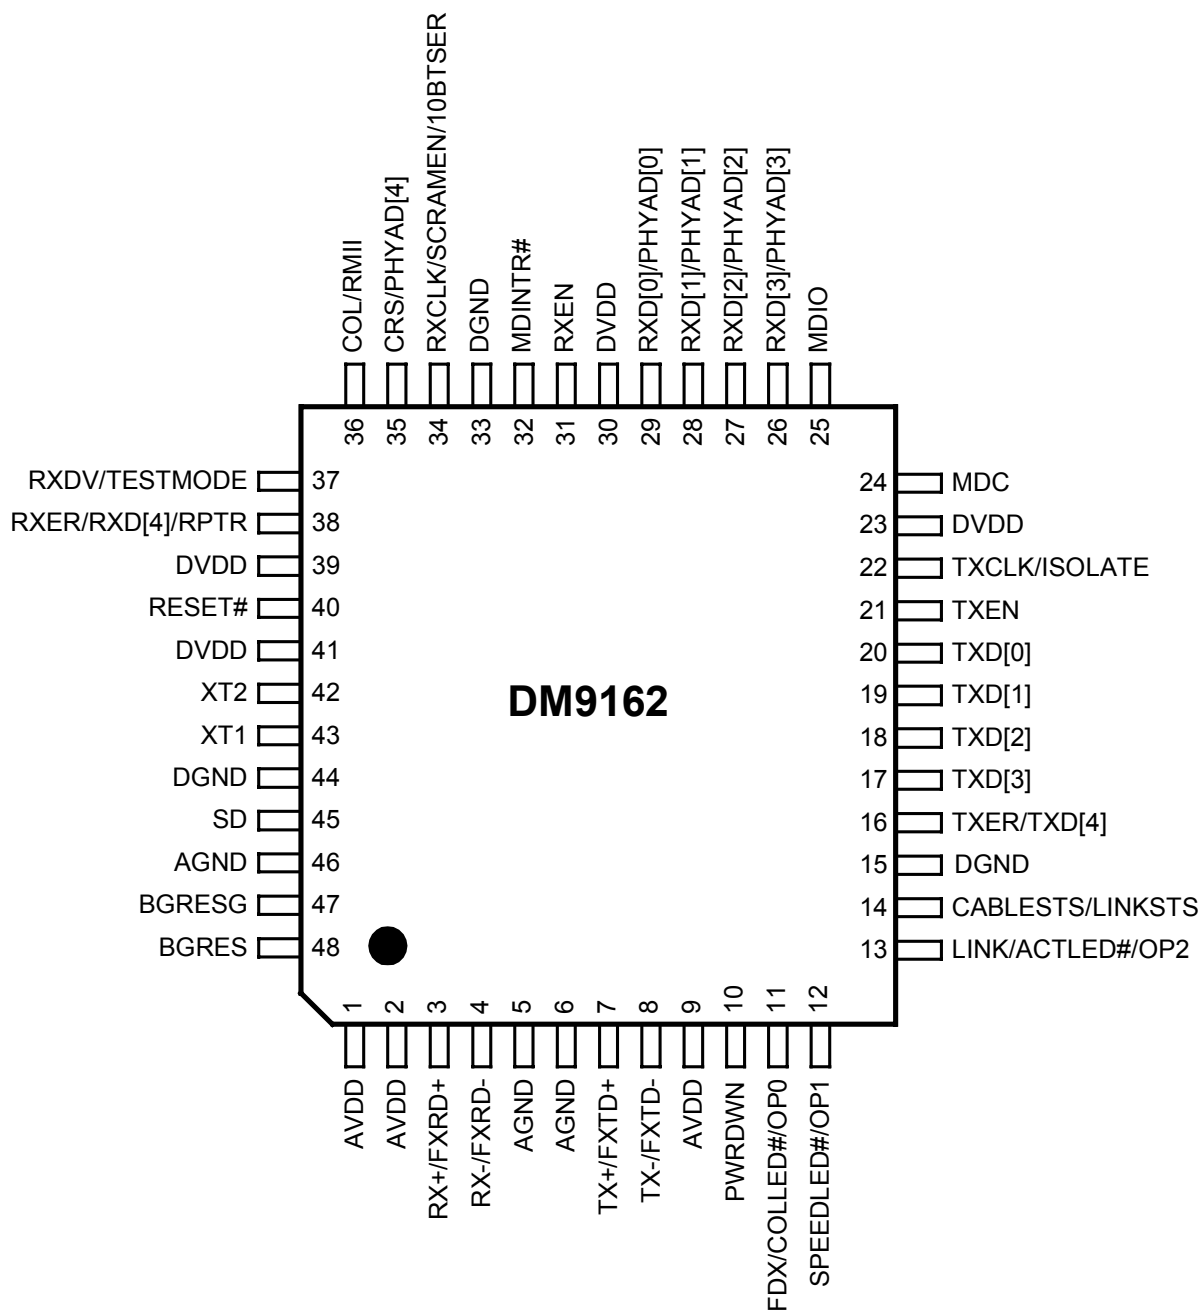 COL/RMII
CRS/PHYAD[4]
RXCLK/SCRAMEN/10BTSER
DGND
MDINTR#
RXEN
DVDD
RXD[0]/PHYAD[0]
RXD[1]/PHYAD[1]
RXD[2]/PHYAD[2]
RXD[3]/PHYAD[3]
MDIO
36
35
34
33
32
31
30
29
28
27
26
25
RXDV/TESTMODE 37
RXER/RXD[4]/RPTR 38
DVDD 39
RESET# 40
DVDD 41
XT2 42
XT1 43
DGND 44
SD 45
AGND 46
BGRESG 47
BGRES 48
DM9162
24 MDC
23 DVDD
22 TXCLK/ISOLATE
21 TXEN
20 TXD[0]
19 TXD[1]
18 TXD[2]
17 TXD[3]
16 TXER/TXD[4]
15 DGND
14 CABLESTS/LINKSTS
13 LINK/ACTLED#/OP2
1
2
3
4
5
6
7
8
9
10
11
12
AVDD
AVDD
RX+/FXRD+
RX-/FXRD-
AGND
AGND
TX+/FXTD+
TX-/FXTD-
AVDD
PWRDWN
FDX/COLLED#/OP0
SPEEDLED#/OP1